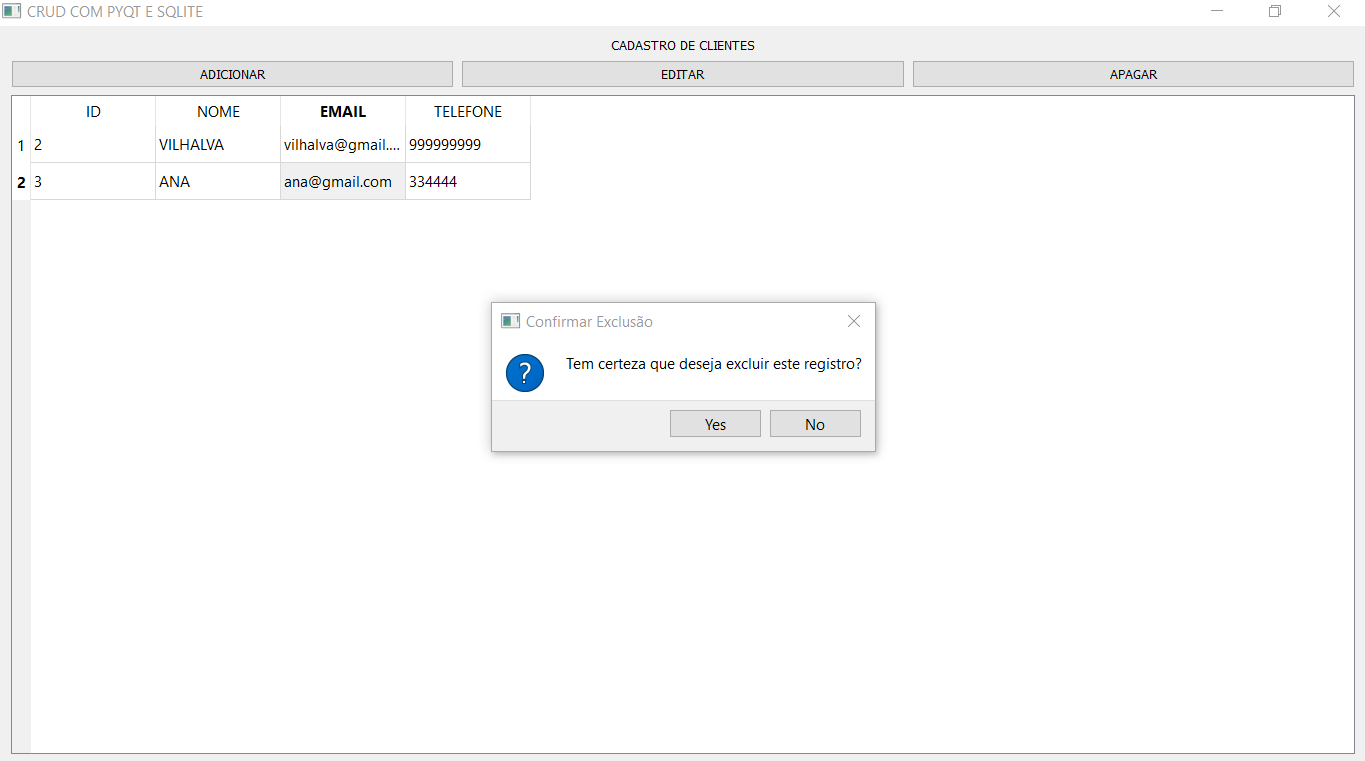 CRUD COM PYQT E SQLITE
CADASTRO DE CLIENTES
ADICIONAR EDITAR APAGAR
ID NOME EMAIL TELEFONE
1 2 VILHALVA vilhalva@gmail.... 999999999
2 3 ANA ana@gmail.com 334444
Confirmar Exclusão
Tem certeza que deseja excluir este registro?
Yes No